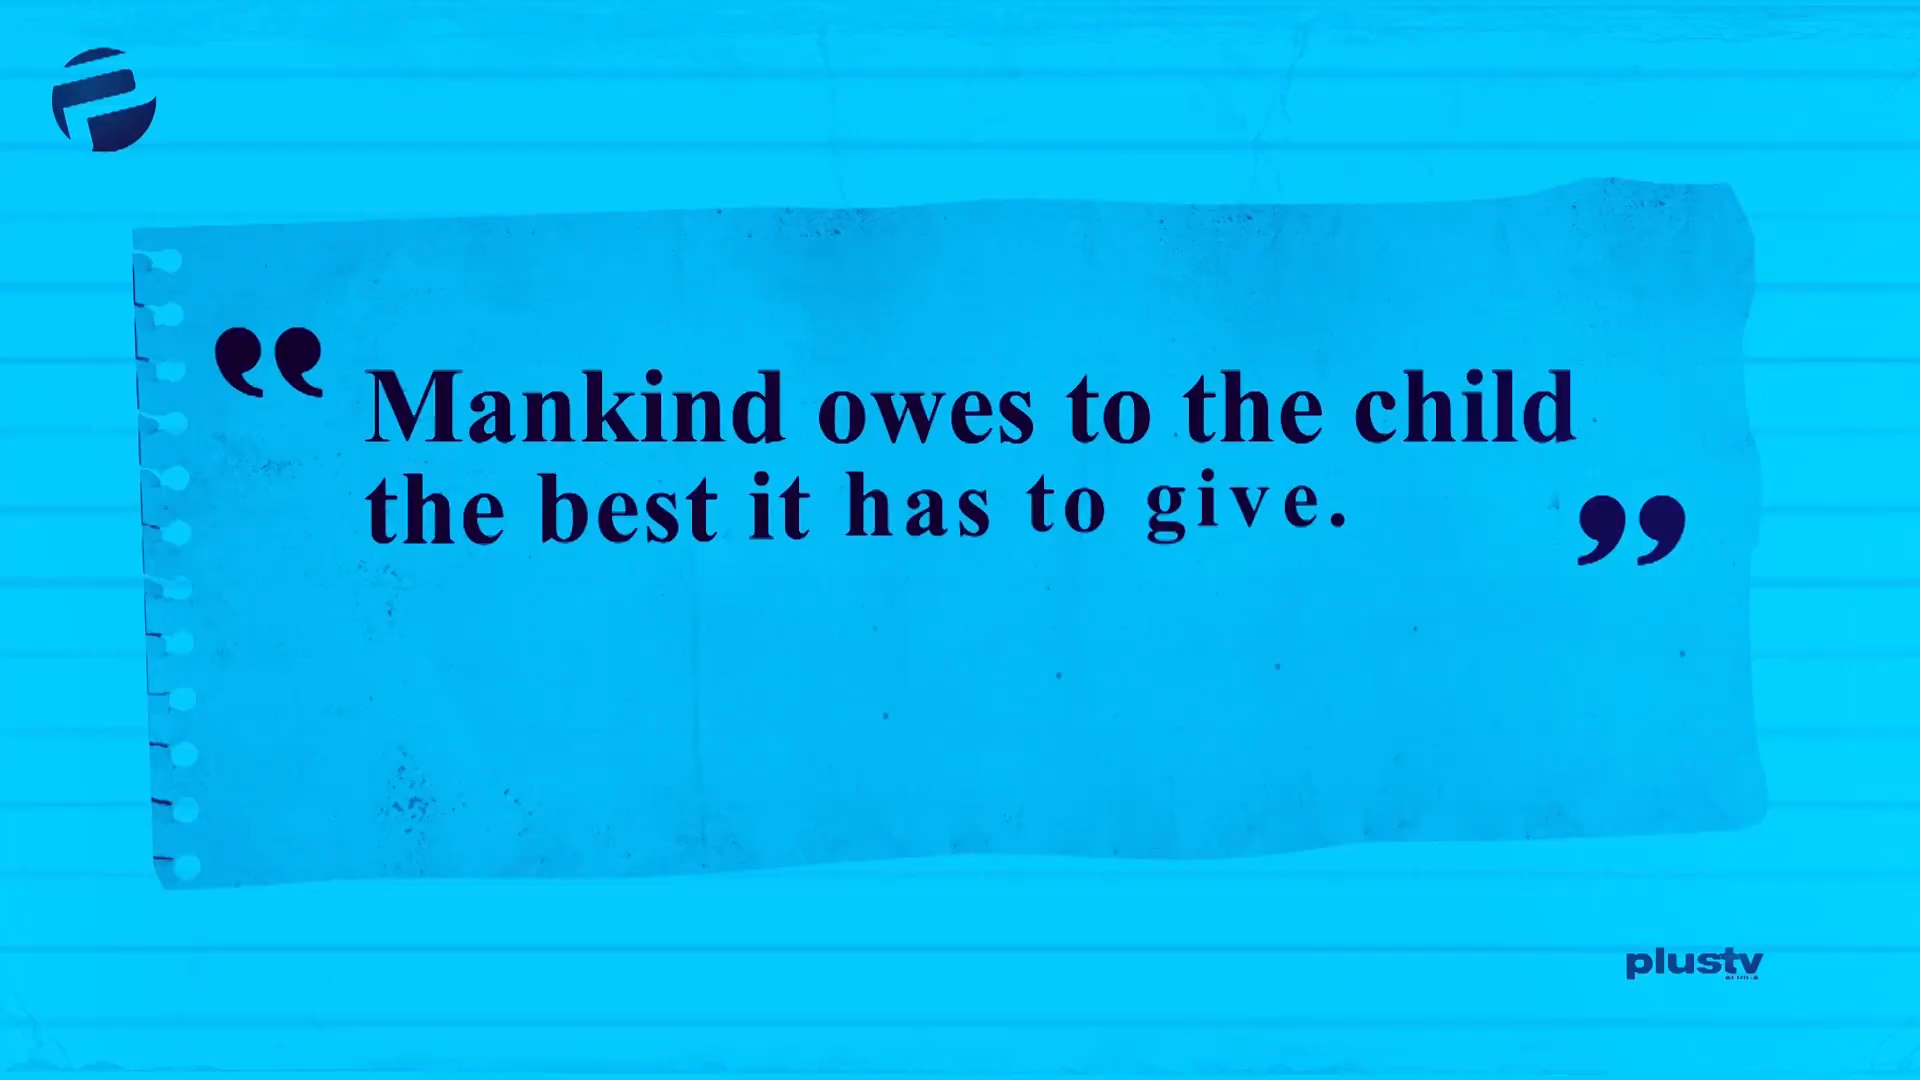 “Mankind owes to the child
the best it has to give.”
plustv